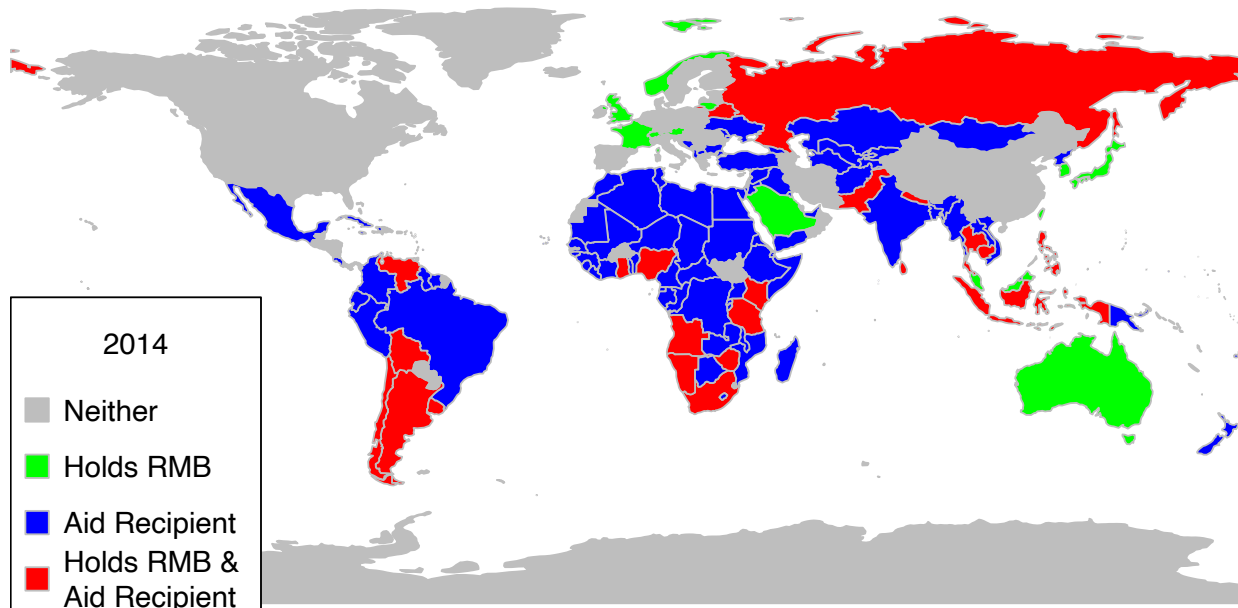 2014
Neither
Holds RMB
Aid Recipient
Holds RMB &
Aid Recipient